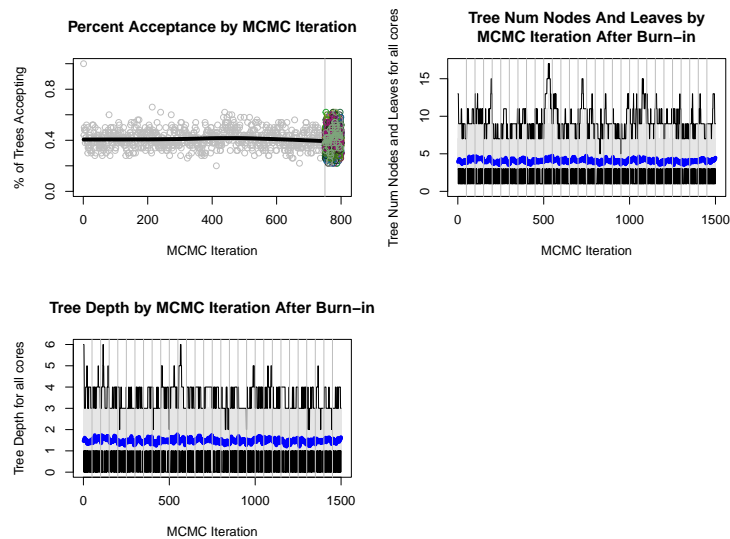 Percent Acceptance by MCMC Iteration
% of Trees Accepting
0.0 0.4 0.8
0 200 400 600 800
MCMC Iteration
Tree Num Nodes And Leaves by
MCMC Iteration After Burn−in
Tree Num Nodes and Leaves for all cores
0 5 10 15
0 500 1000 1500
MCMC Iteration
Tree Depth by MCMC Iteration After Burn−in
Tree Depth for all cores
0 1 2 3 4 5 6
0 500 1000 1500
MCMC Iteration